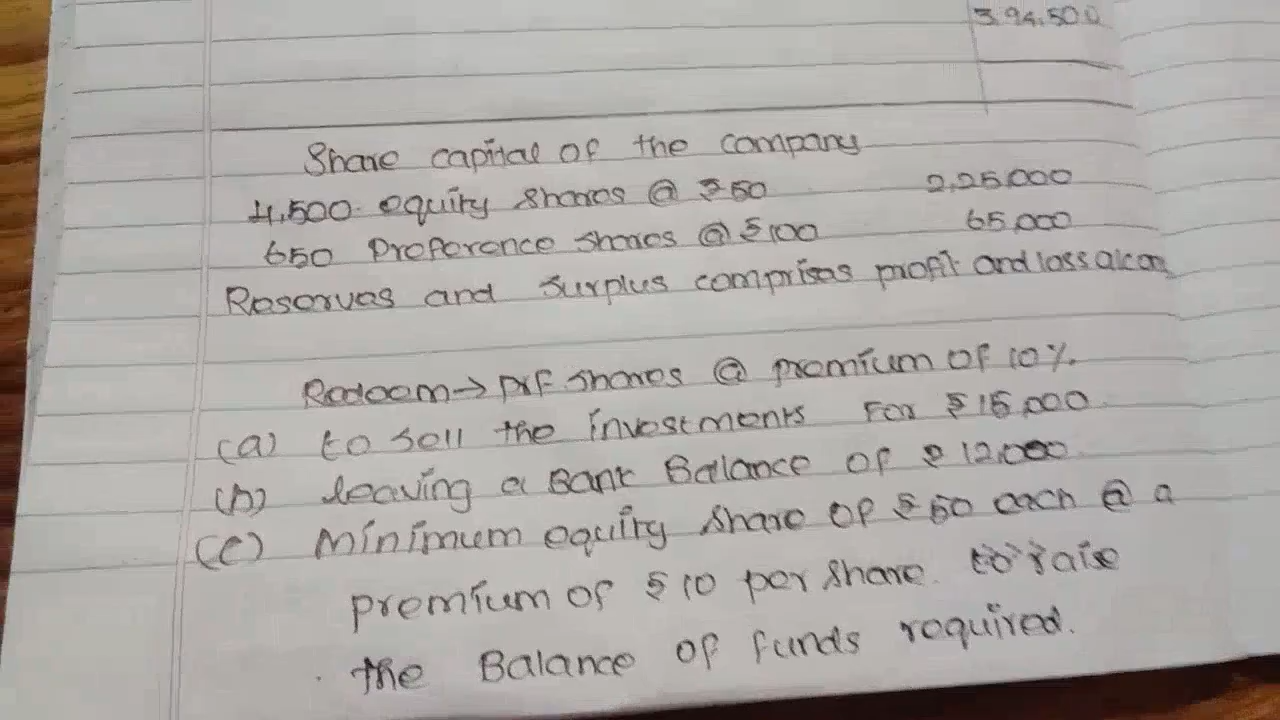 3,94,500
Share capital of the company
4,500 equity shares @ ₹50 2,25,000
650 Preference shares @ ₹100 65,000
Reserves and Surplus comprises profit and loss a/c on
Redeem → prf shares @ premium of 10%.
(a) to sell the investments For ₹15,000
(b) leaving a Bank Balance of ₹12,000
(c) Minimum equity share of ₹50 each @ a
premium of ₹10 per share. to raise
the Balance of funds required.